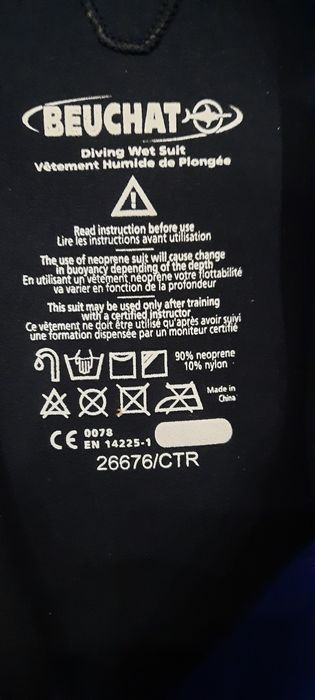 BEUCHAT
Diving Wet Suit
Vêtement Humide de Plongée
Read instruction before use
Lire les instructions avant utilisation
The use of neoprene suit will cause change
in buoyancy depending of the depth
En utilisant un vêtement neoprène votre flottabilité
va varier en fonction de la profondeur
This suit may be used only after training
with a certified instructor
Ce vêtement ne doit être utilisé qu'après avoir suivi
une formation dispensée par un moniteur certifié
90% neoprene
10% nylon
Made in
China
CE 0078
EN 14225-1
26676/CTR